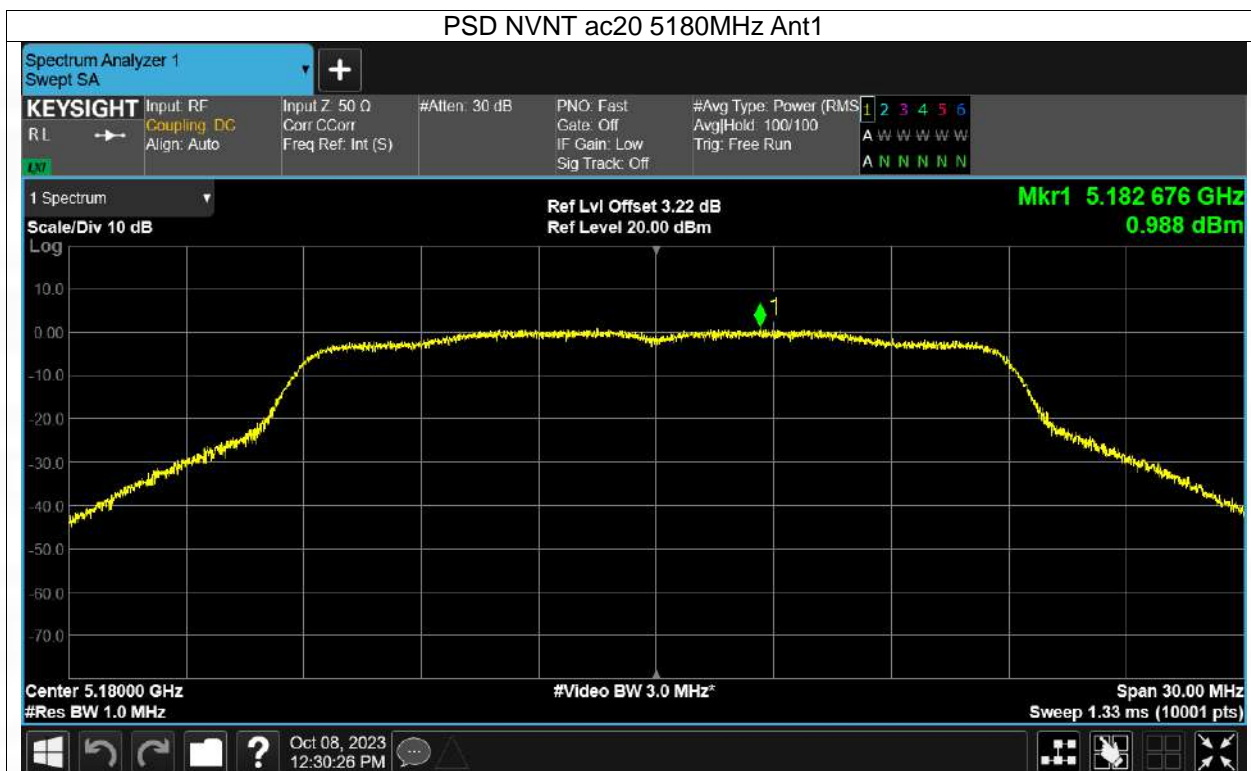 PSD NVNT ac20 5180MHz Ant1
Spectrum Analyzer 1
Swept SA
+
KEYSIGHT Input: RF Input Z: 50 Ω #Atten: 30 dB PNO: Fast #Avg Type: Power (RMS 1 2 3 4 5 6
RL Coupling: DC Corr CCorr Gate: Off Avg|Hold: 100/100 A W W W W W
Align: Auto Freq Ref: Int (S) IF Gain: Low Trig: Free Run
LXI Sig Track: Off A N N N N N
1 Spectrum Ref Lvl Offset 3.22 dB Mkr1 5.182 676 GHz
Scale/Div 10 dB Ref Level 20.00 dBm 0.988 dBm
Log
10.0
1
0.00
-10.0
-20.0
-30.0
-40.0
-50.0
-60.0
-70.0
Center 5.18000 GHz #Video BW 3.0 MHz* Span 30.00 MHz
#Res BW 1.0 MHz Sweep 1.33 ms (10001 pts)
? Oct 08, 2023
12:30:26 PM